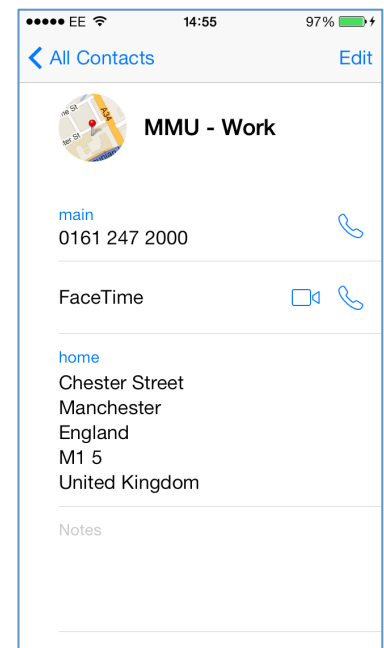 EE 14:55 97%
All Contacts Edit
MMU - Work
main
0161 247 2000
FaceTime
home
Chester Street
Manchester
England
M1 5
United Kingdom
Notes